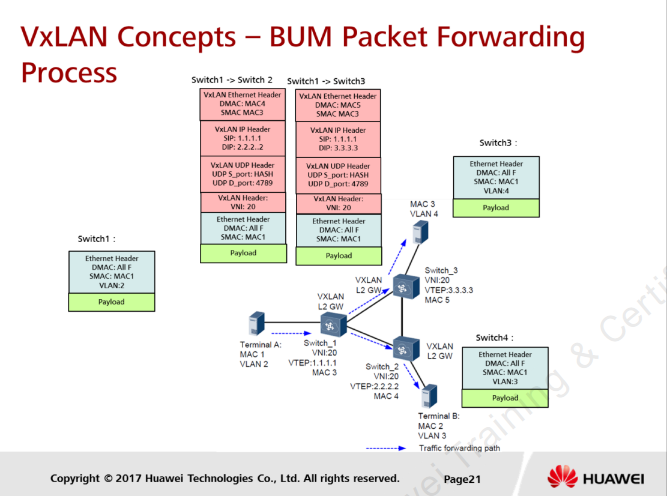 VxLAN Concepts – BUM Packet Forwarding
Process
Switch1 -> Switch 2
Switch1 -> Switch3
VxLAN Ethernet Header
DMAC: MAC4
SMAC MAC3
VxLAN IP Header
SIP: 1.1.1.1
DIP: 2.2.2..2
VxLAN UDP Header
UDP S_port: HASH
UDP D_port: 4789
VxLAN Header:
VNI: 20
Ethernet Header
DMAC: All F
SMAC: MAC1
Payload
VxLAN Ethernet Header
DMAC: MAC5
SMAC MAC3
VxLAN IP Header
SIP: 1.1.1.1
DIP: 3.3.3.3
VxLAN UDP Header
UDP S_port: HASH
UDP D_port: 4789
VxLAN Header:
VNI: 20
Ethernet Header
DMAC: All F
SMAC: MAC1
Payload
Switch3 :
Ethernet Header
DMAC: All F
SMAC: MAC1
VLAN:4
Payload
MAC 3
VLAN 4
Switch1 :
Ethernet Header
DMAC: All F
SMAC: MAC1
VLAN:2
Payload
VXLAN
L2 GW
Switch_3
VNI:20
VTEP:3.3.3.3
MAC 5
VXLAN
L2 GW
Terminal A:
MAC 1
VLAN 2
Switch_1
VNI:20
VTEP:1.1.1.1
MAC 3
VXLAN
L2 GW
Switch_2
VNI:20
VTEP:2.2.2.2
MAC 4
Switch4 :
Ethernet Header
DMAC: All F
SMAC: MAC1
VLAN:3
Payload
Terminal B:
MAC 2
VLAN 3
Traffic forwarding path
Training & Certi
Copyright © 2017 Huawei Technologies Co., Ltd. All rights reserved.
Page21
HUAWEI